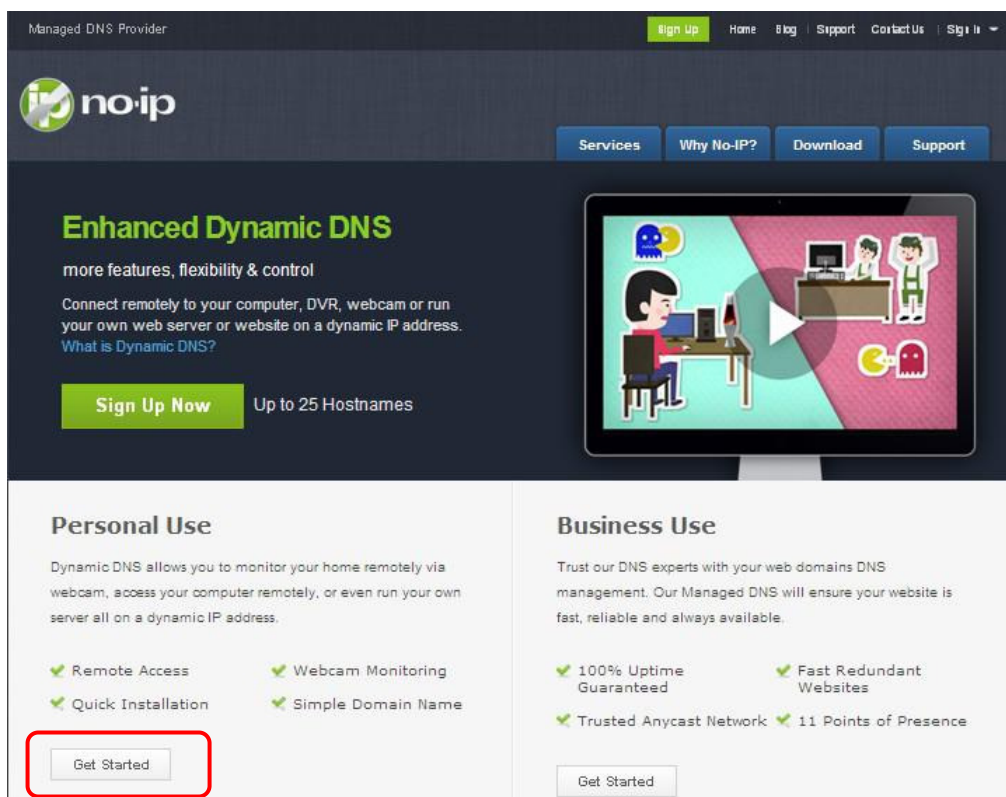 Managed DNS Provider
Sign Up Home Blog Support Contact Us Sign In
ip no·ip
Services Why No-IP? Download Support
Enhanced Dynamic DNS
more features, flexibility & control
Connect remotely to your computer, DVR, webcam or run
your own web server or website on a dynamic IP address.
What is Dynamic DNS?
Sign Up Now Up to 25 Hostnames
Personal Use
Dynamic DNS allows you to monitor your home remotely via
webcam, access your computer remotely, or even run your own
server all on a dynamic IP address.
Remote Access Webcam Monitoring
Quick Installation Simple Domain Name
Get Started
Business Use
Trust our DNS experts with your web domains DNS
management. Our Managed DNS will ensure your website is
fast, reliable and always available.
100% Uptime
Guaranteed
Fast Redundant
Websites
Trusted Anycast Network 11 Points of Presence
Get Started